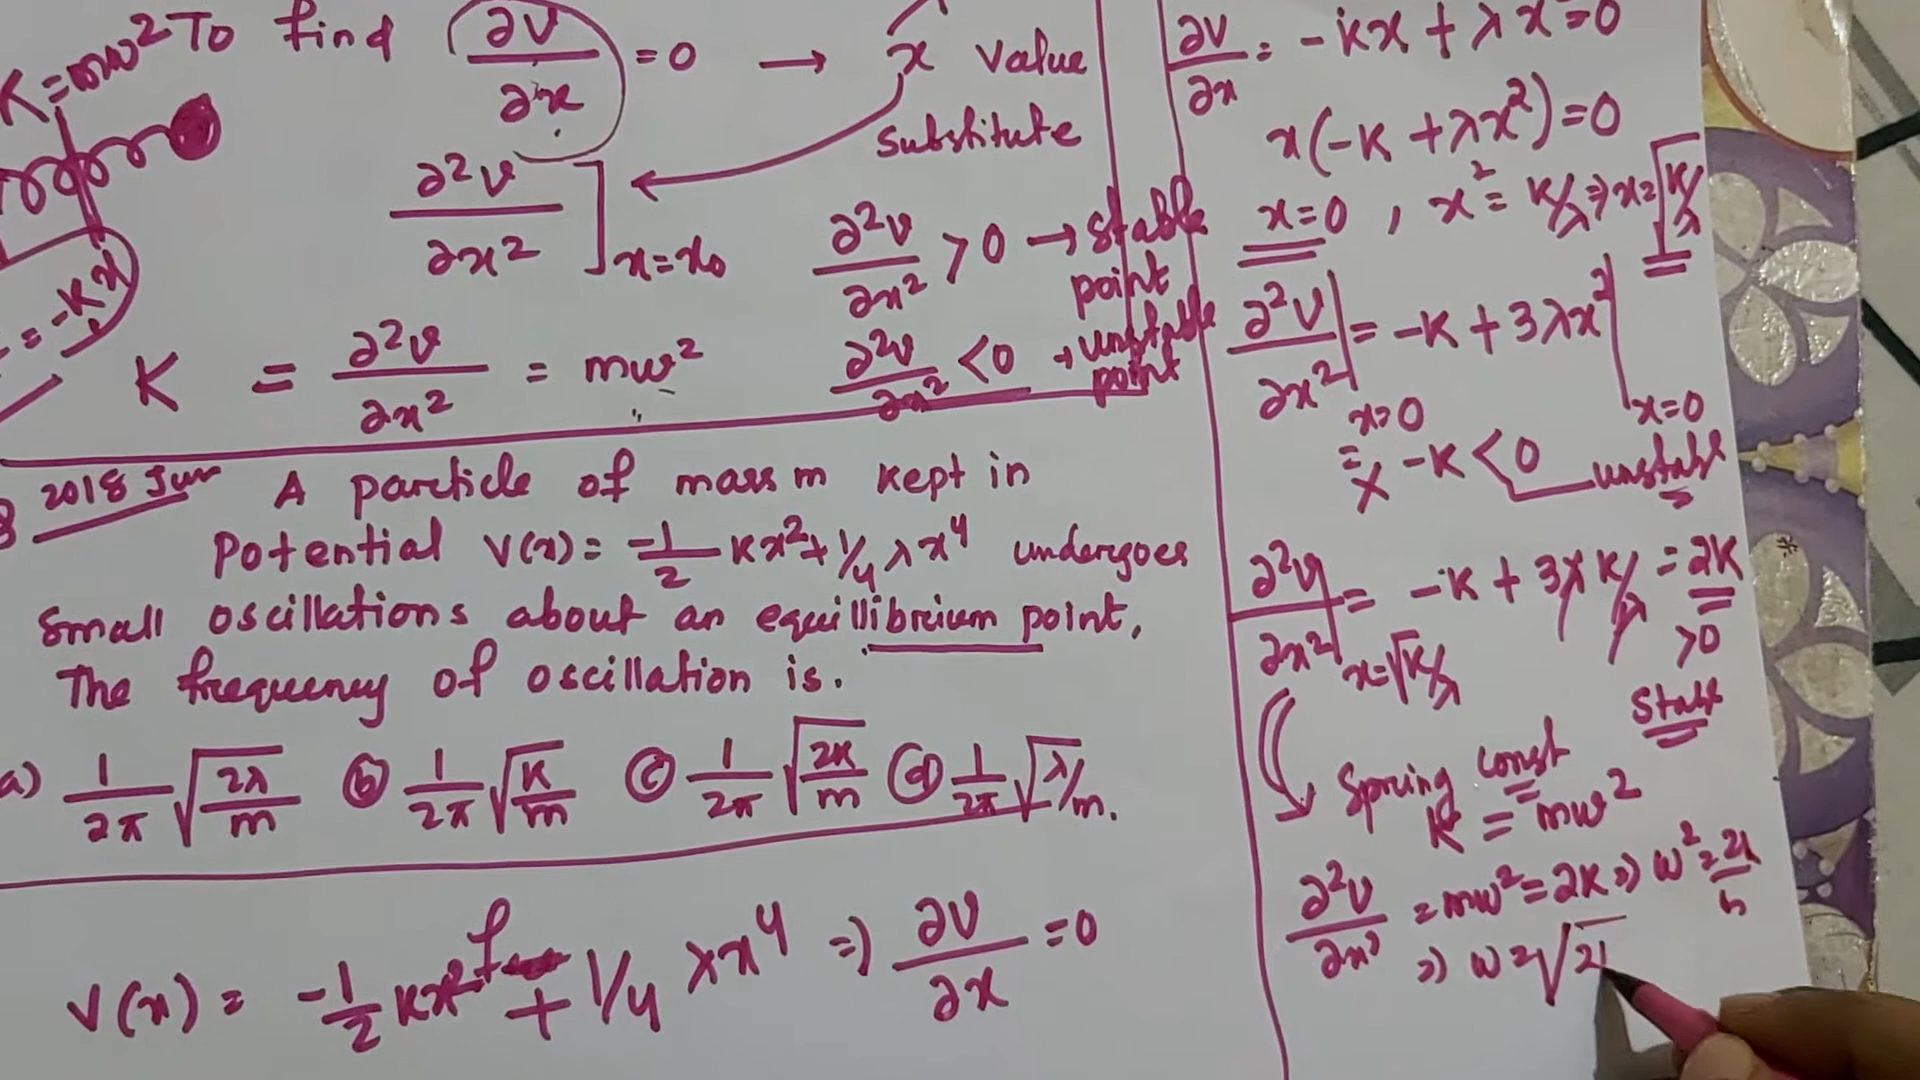 K=mω² To find ∂V/∂x =0 → x value
substitute
∂²V/∂x² ]x=x₀
∂²V/∂x² >0 → stable point
= -Kx
K = ∂²V/∂x² = mω²
∂²V/∂x² <0 → unstable point
2018 Jun A particle of mass m kept in
Potential V(x)= -1/2 Kx²+1/4 λx⁴ undergoes
Small oscillations about an equillibrium point.
The frequency of oscillation is.
a) 1/2π √(2λ/m) ⓑ 1/2π √(K/m) ⓒ 1/2π √(2K/m) ⓓ 1/2π √λ/m.
V(x) = -1/2 Kx² + 1/4 λx⁴ ⇒ ∂V/∂x =0
∂V/∂x = -Kx + λx=0
x(-K+λx²)=0
x=0 , x²= K/λ ⇒ x=√K/λ
∂²V/∂x² |x=0 = -K+3λx² |x=0
= -K <0 unstable
∂²V/∂x² |x=√K/λ = -K+3λK/λ = 2K
>0
Stable
Spring const
K = mω²
∂²V/∂x² = mω² = 2K ⇒ ω² =
⇒ ω = √